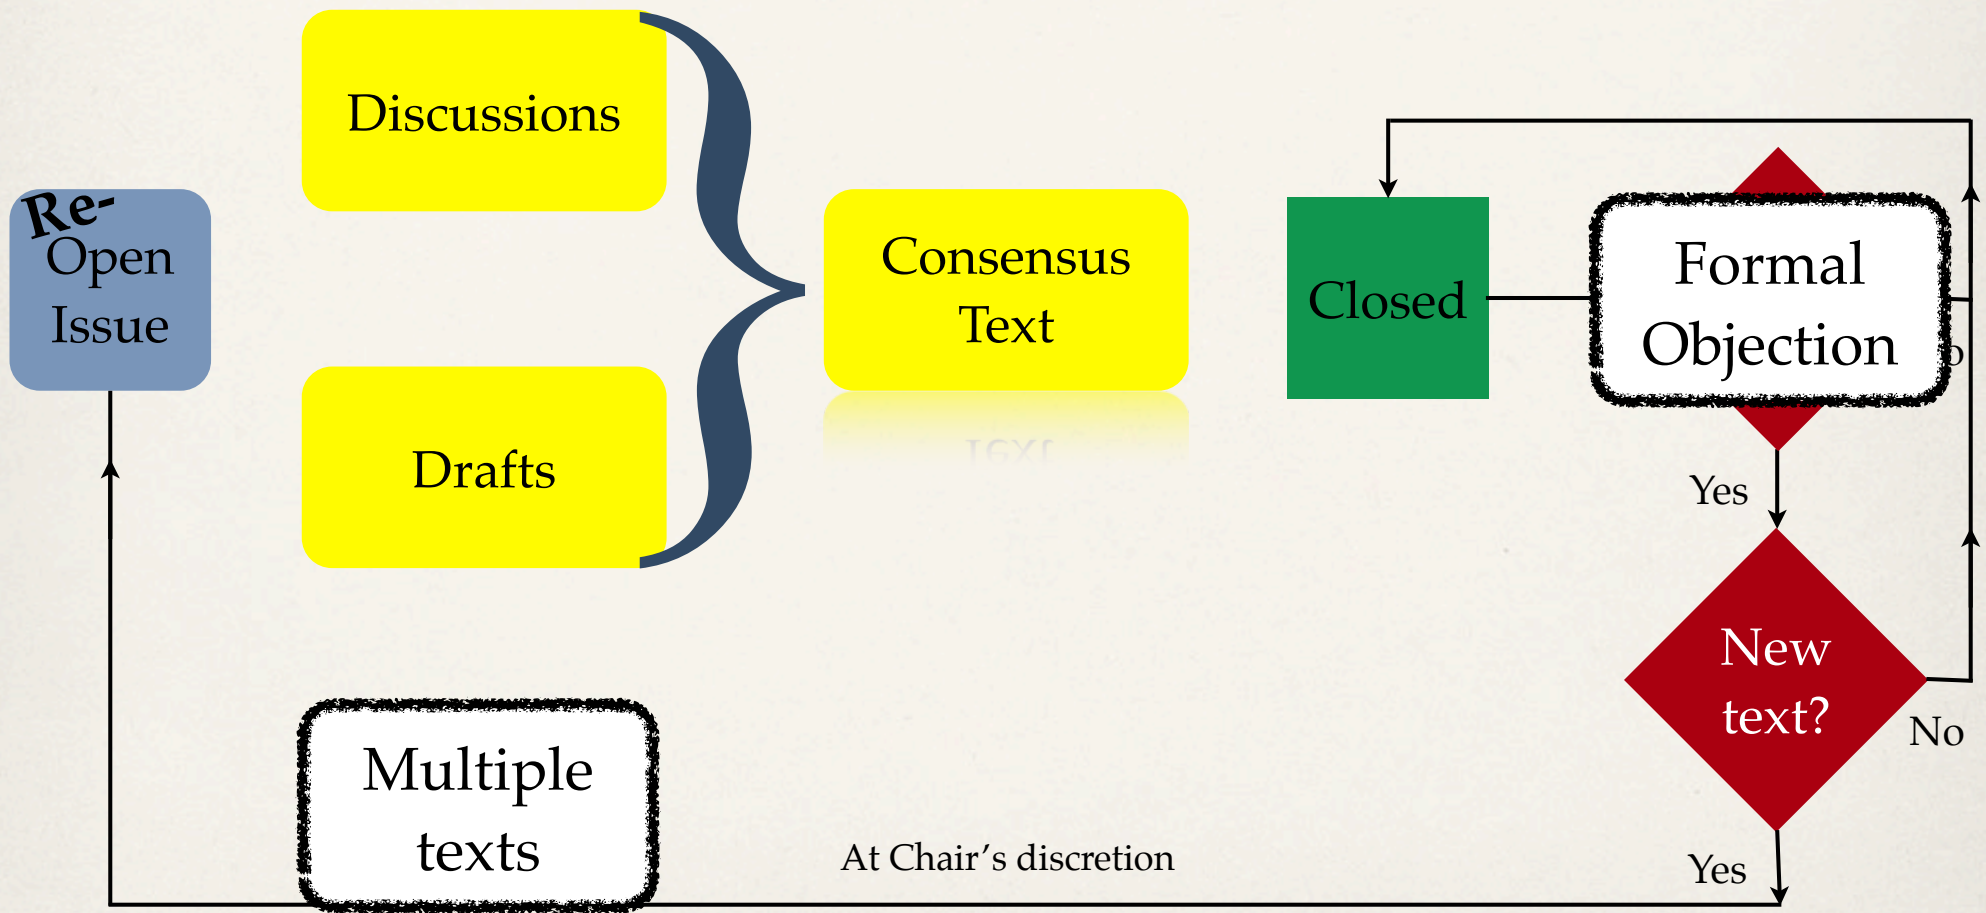 Discussions
Re-
Open
Issue
Consensus
Text
Closed
Formal
Objection
Drafts
Yes
New
text?
No
Multiple
texts
At Chair's discretion
Yes